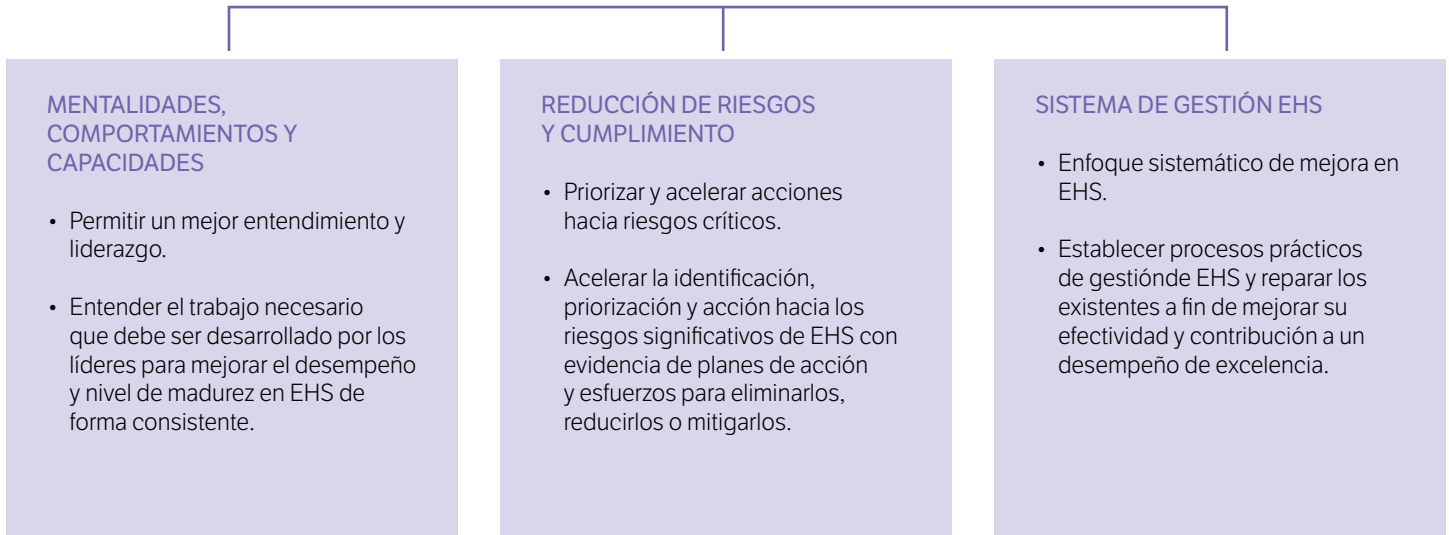 MENTALIDADES,
COMPORTAMIENTOS Y
CAPACIDADES
• Permitir un mejor entendimiento y
liderazgo.
• Entender el trabajo necesario
que debe ser desarrollado por los
líderes para mejorar el desempeño
y nivel de madurez en EHS de
forma consistente.
REDUCCIÓN DE RIESGOS
Y CUMPLIMIENTO
• Priorizar y acelerar acciones
hacia riesgos críticos.
• Acelerar la identificación,
priorización y acción hacia los
riesgos significativos de EHS con
evidencia de planes de acción
y esfuerzos para eliminarlos,
reducirlos o mitigarlos.
SISTEMA DE GESTIÓN EHS
• Enfoque sistemático de mejora en
EHS.
• Establecer procesos prácticos
de gestiónde EHS y reparar los
existentes a fin de mejorar su
efectividad y contribución a un
desempeño de excelencia.